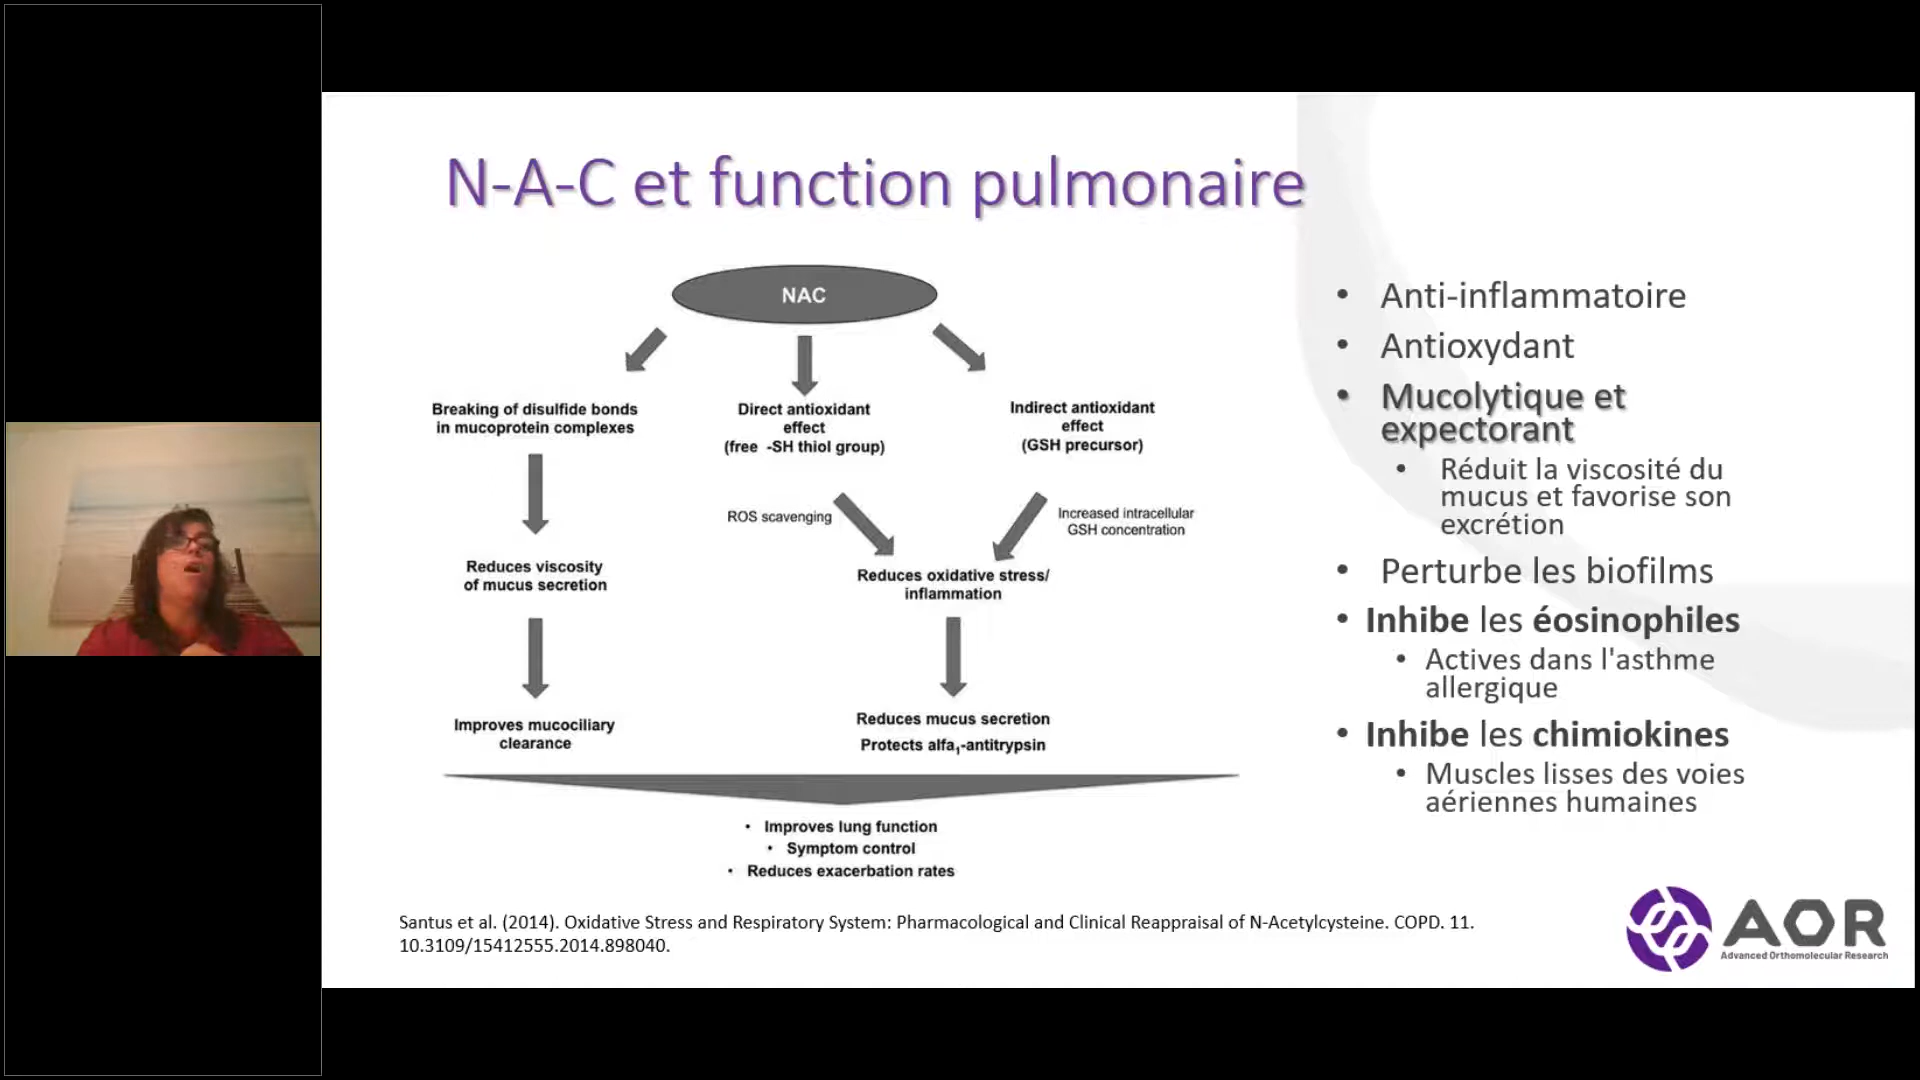 N-A-C et function pulmonaire
NAC
Breaking of disulfide bonds
in mucoprotein complexes
Direct antioxidant
effect
(free -SH thiol group)
Indirect antioxidant
effect
(GSH precursor)
ROS scavenging
Increased intracellular
GSH concentration
Reduces viscosity
of mucus secretion
Reduces oxidative stress/
inflammation
Improves mucociliary
clearance
Reduces mucus secretion
Protects alfa1-antitrypsin
• Improves lung function
• Symptom control
• Reduces exacerbation rates
• Anti-inflammatoire
• Antioxydant
• Mucolytique et
expectorant
• Réduit la viscosité du
mucus et favorise son
excrétion
• Perturbe les biofilms
• Inhibe les éosinophiles
• Actives dans l'asthme
allergique
• Inhibe les chimiokines
• Muscles lisses des voies
aériennes humaines
Santus et al. (2014). Oxidative Stress and Respiratory System: Pharmacological and Clinical Reappraisal of N-Acetylcysteine. COPD. 11.
10.3109/15412555.2014.898040.
AOR
Advanced Orthomolecular Research